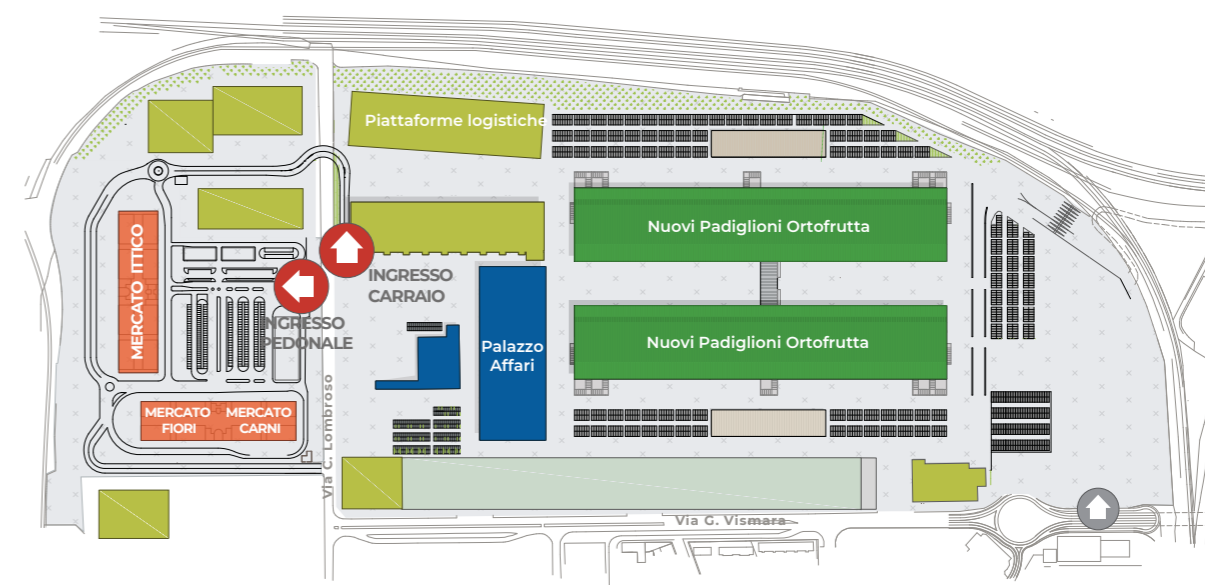 Piattaforme logistiche
Nuovi Padiglioni Ortofrutta
MERCATO ITTICO
INGRESSO
CARRAIO
INGRESSO
PEDONALE
Palazzo
Affari
Nuovi Padiglioni Ortofrutta
MERCATO
FIORI
MERCATO
CARNI
Via C. Lombroso
Via G. Vismara